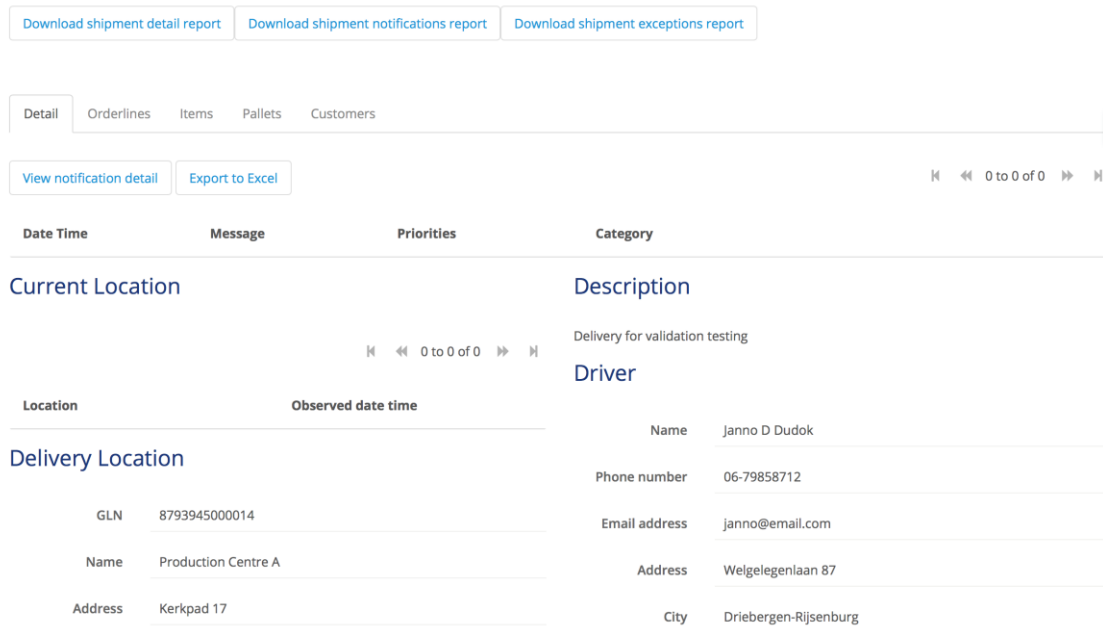 Download shipment detail report Download shipment notifications report Download shipment exceptions report
Detail Orderlines Items Pallets Customers
View notification detail Export to Excel 0 to 0 of 0
Date Time Message Priorities Category
Current Location
0 to 0 of 0
Location Observed date time
Delivery Location
GLN 8793945000014
Name Production Centre A
Address Kerkpad 17
Description
Delivery for validation testing
Driver
Name Janno D Dudok
Phone number 06-79858712
Email address janno@email.com
Address Welgelegenlaan 87
City Driebergen-Rijsenburg